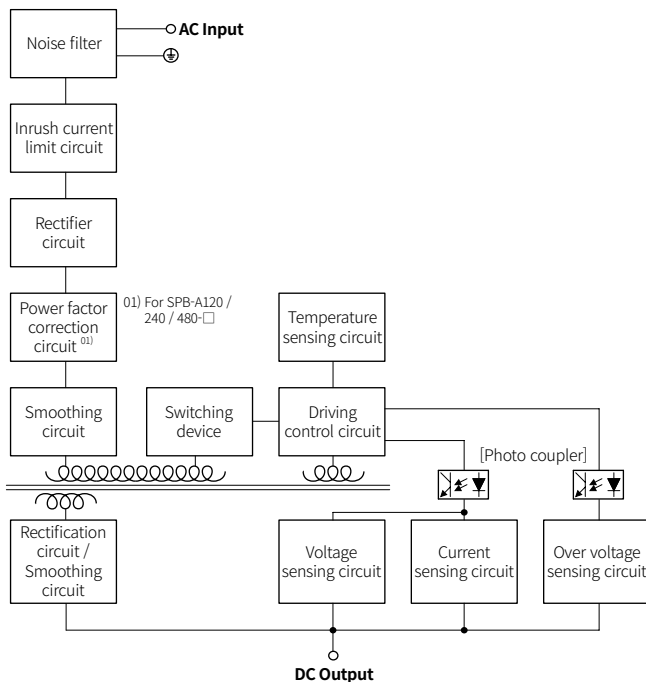 Noise filter
AC Input
Inrush current
limit circuit
Rectifier
circuit
Power factor
correction
circuit 01)
01) For SPB-A120 /
240 / 480-□
Temperature
sensing circuit
Smoothing
circuit
Switching
device
Driving
control circuit
[Photo coupler]
Rectification
circuit /
Smoothing
circuit
Voltage
sensing circuit
Current
sensing circuit
Over voltage
sensing circuit
DC Output